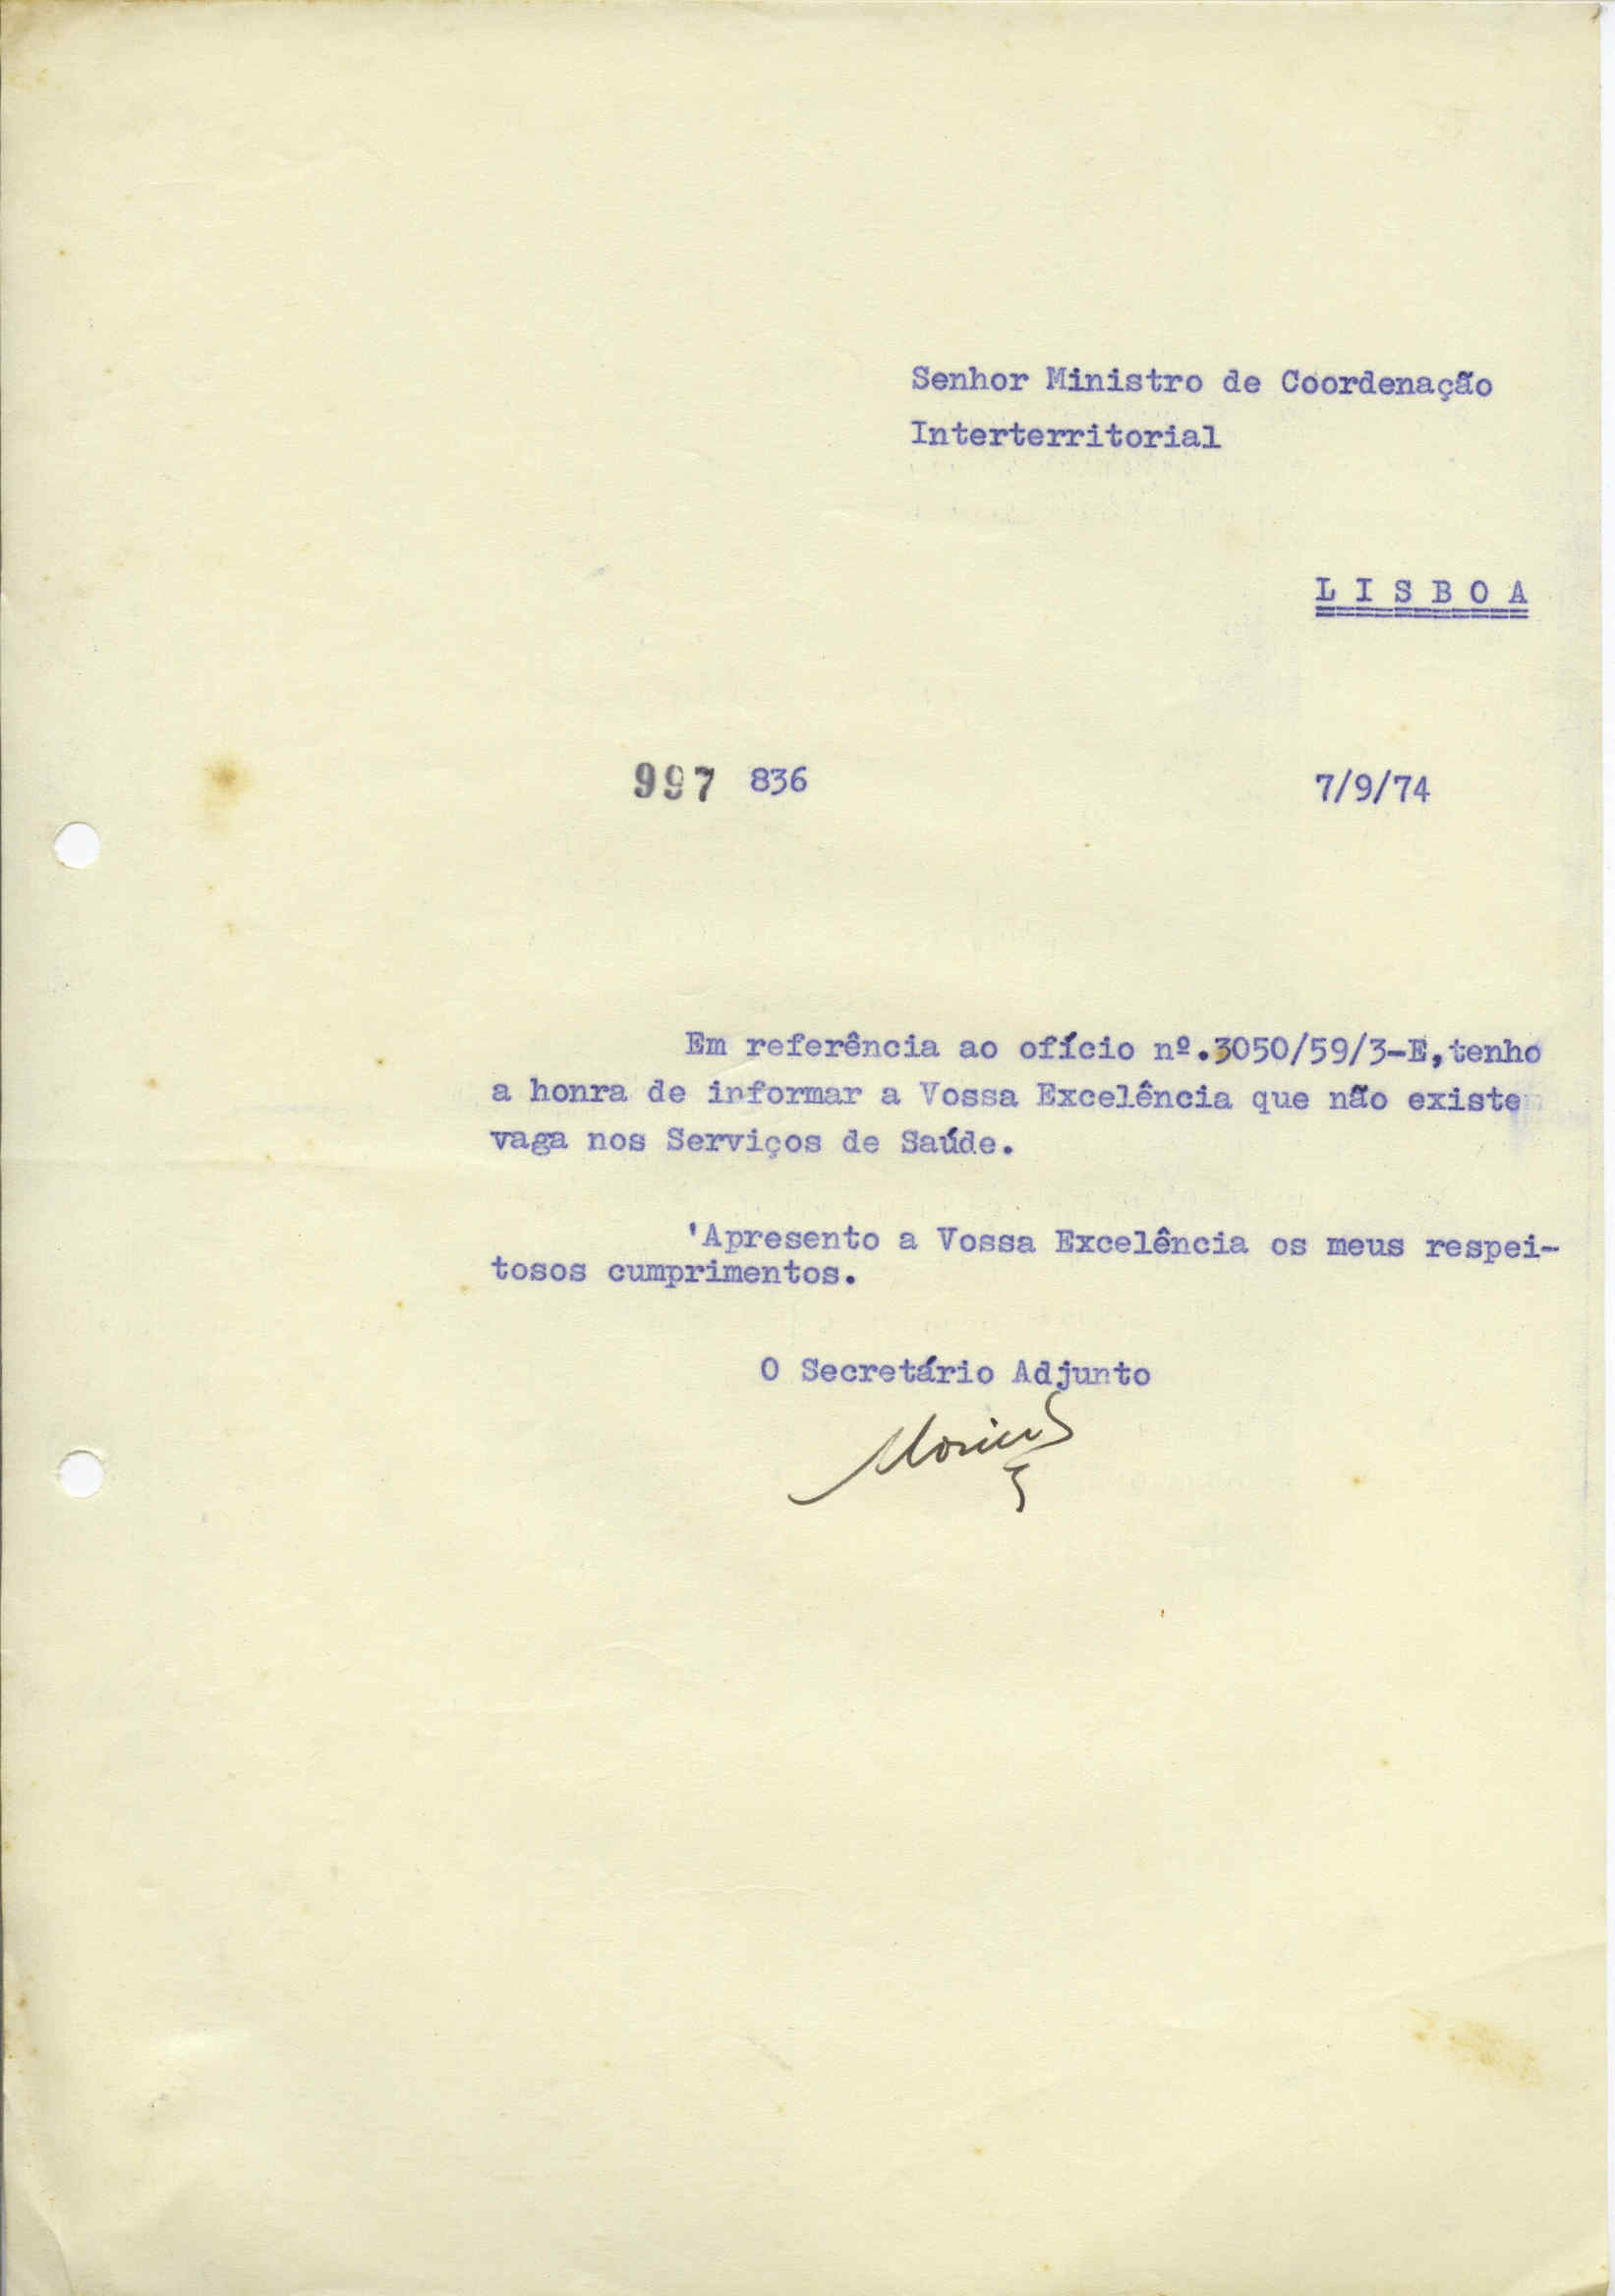 Senhor Ministro de Coordenação
Interterritorial
L I S B O A
997 836 7/9/74
Em referência ao ofício nº.3050/59/3-E,tenho
a honra de informar a Vossa Excelência que não existe
vaga nos Serviços de Saúde.
'Apresento a Vossa Excelência os meus respei-
tosos cumprimentos.
O Secretário Adjunto